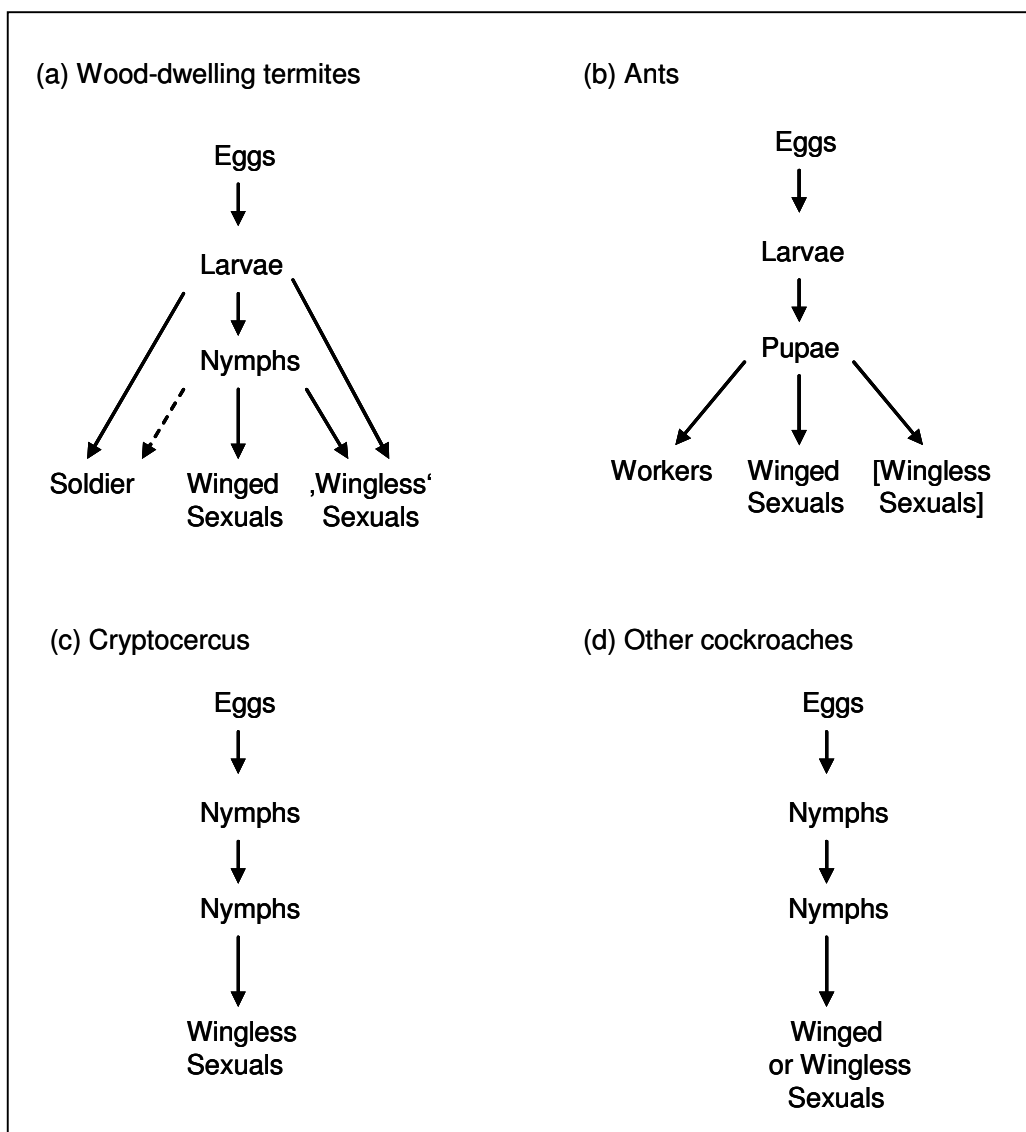 (a) Wood-dwelling termites
Eggs
Larvae
Nymphs
Soldier
Winged
Sexuals
‚Wingless‘
Sexuals
(b) Ants
Eggs
Larvae
Pupae
Workers
Winged
Sexuals
[Wingless
Sexuals]
(c) Cryptocercus
Eggs
Nymphs
Nymphs
Wingless
Sexuals
(d) Other cockroaches
Eggs
Nymphs
Nymphs
Winged
or Wingless
Sexuals